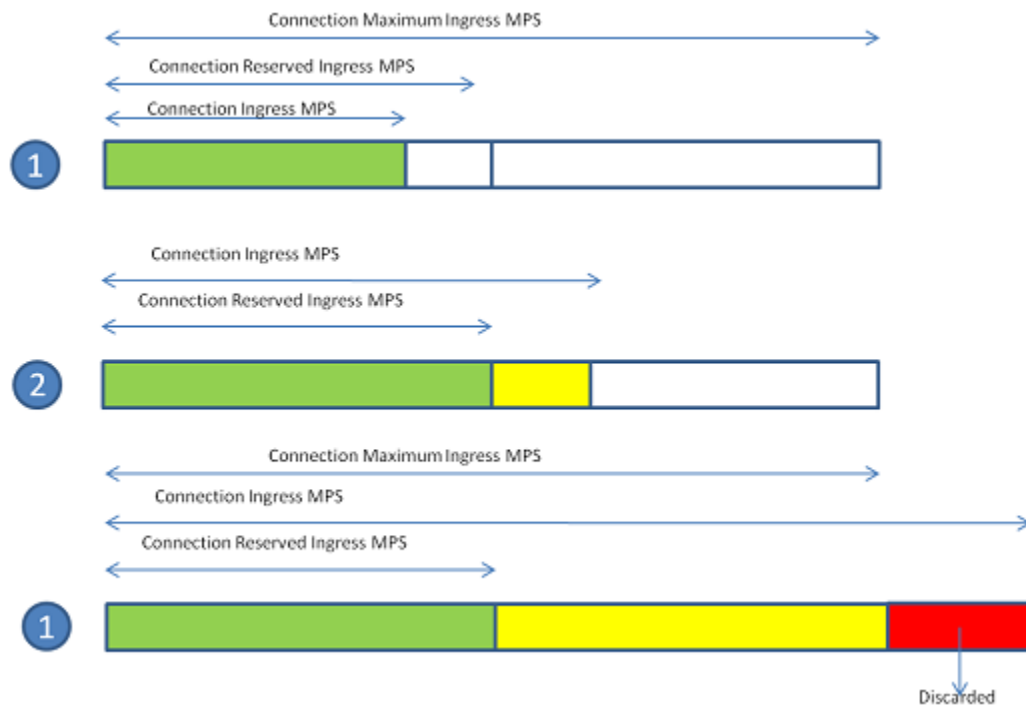 Connection Maximum Ingress MPS
Connection Reserved Ingress MPS
Connection Ingress MPS
1
Connection Ingress MPS
Connection Reserved Ingress MPS
2
Connection Maximum Ingress MPS
Connection Ingress MPS
Connection Reserved Ingress MPS
1
Discarded